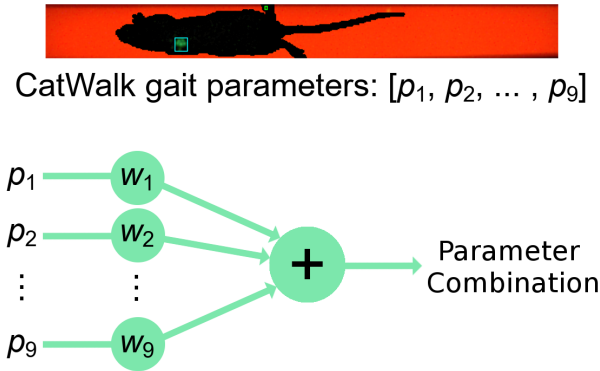 CatWalk gait parameters: [p₁, p₂, ... , p₉]
p₁ w₁
p₂ w₂
⋮ ⋮
p₉ w₉
+
Parameter
Combination